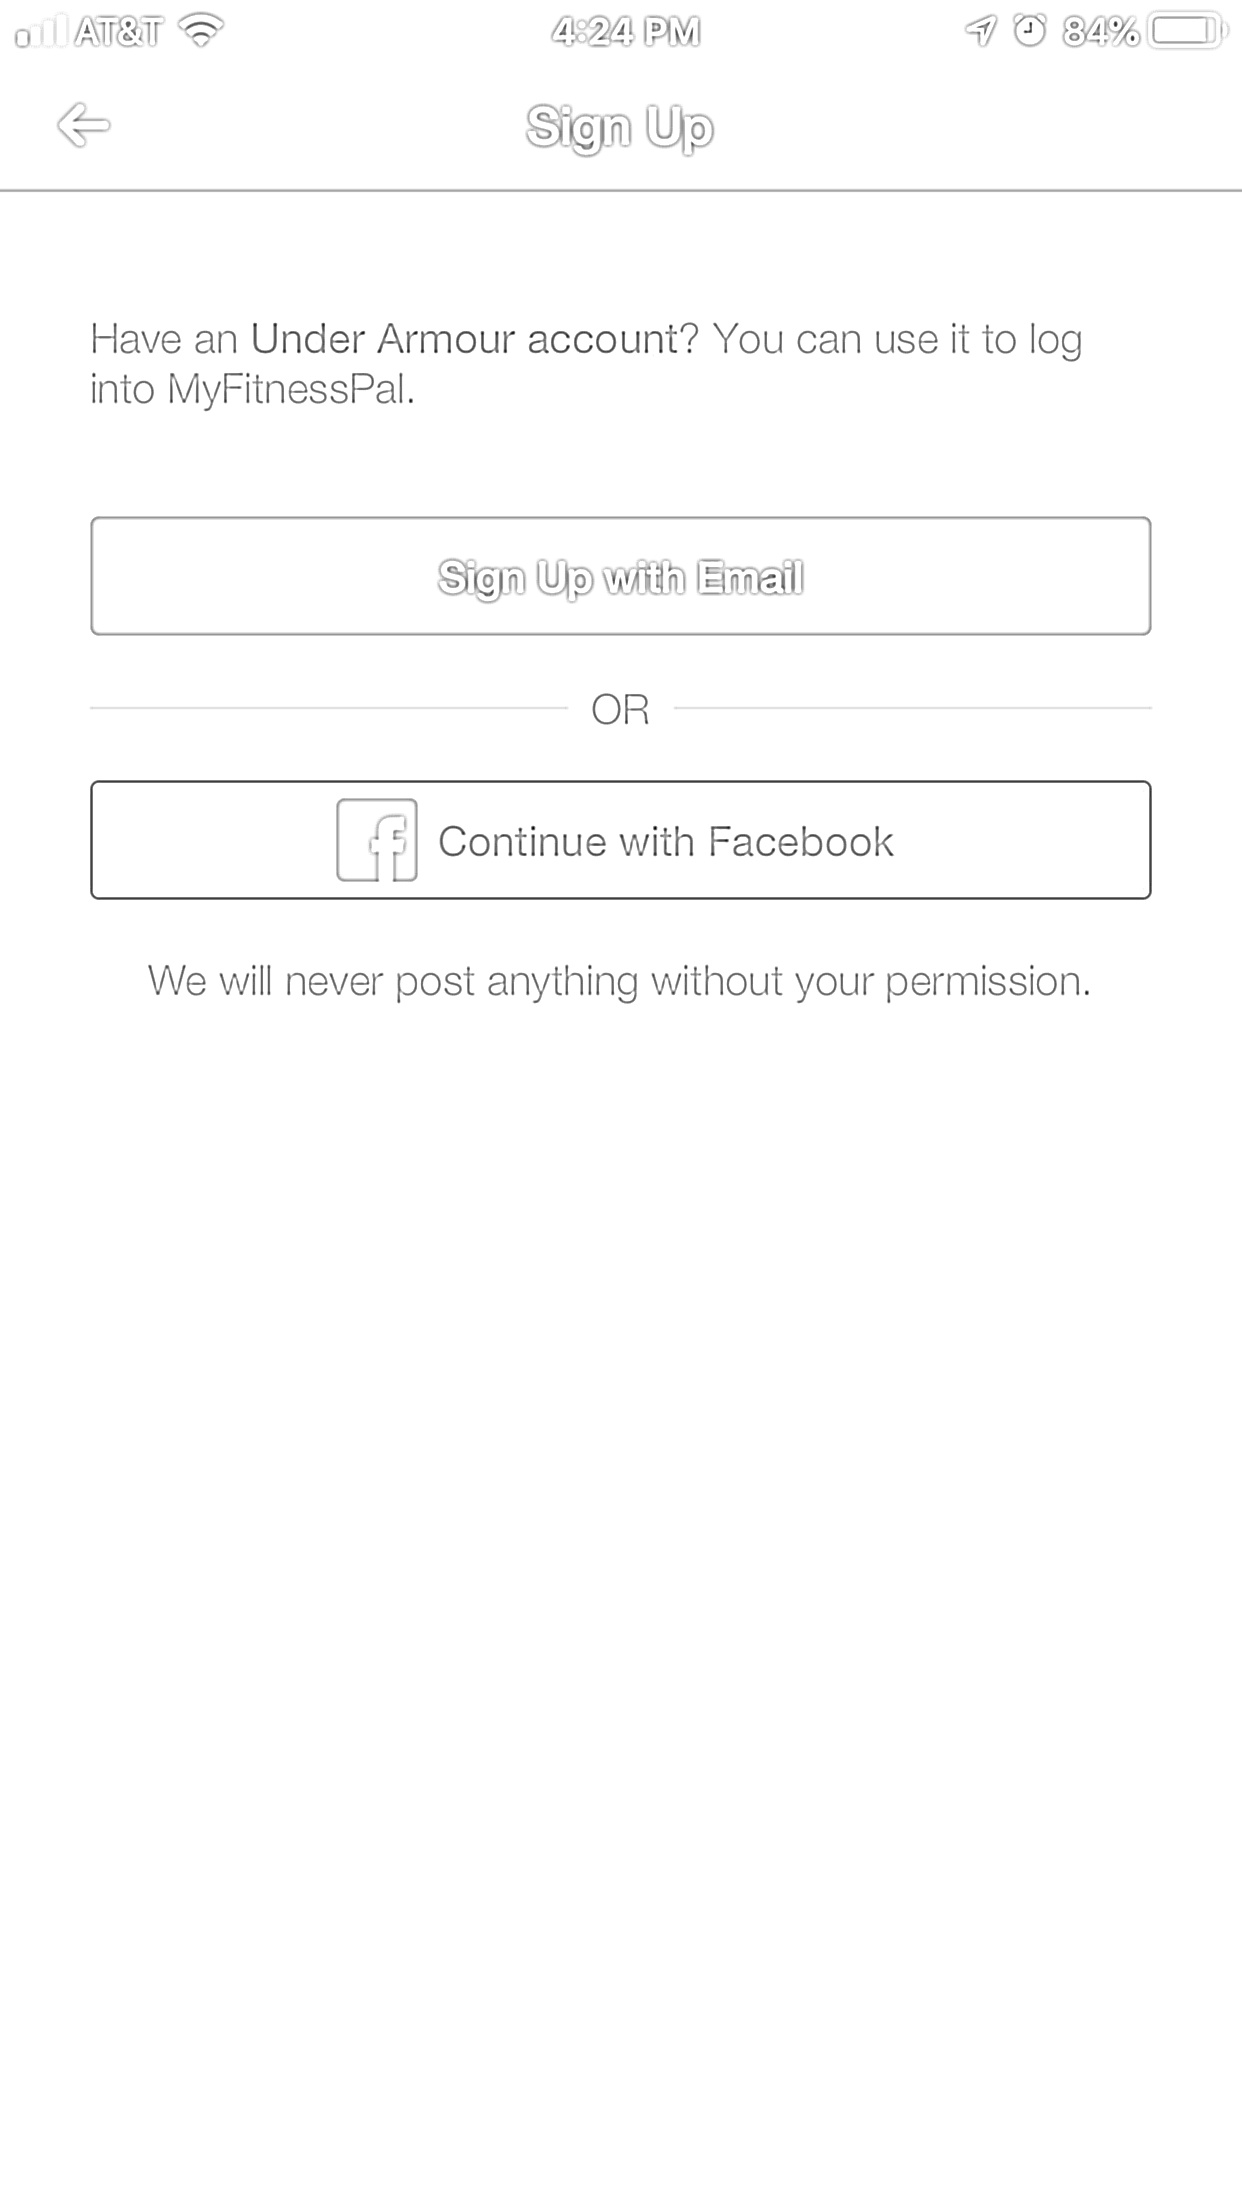 AT&T 4:24 PM 84%
Sign Up
Have an Under Armour account? You can use it to log
into MyFitnessPal.
Sign Up with Email
OR
f Continue with Facebook
We will never post anything without your permission.